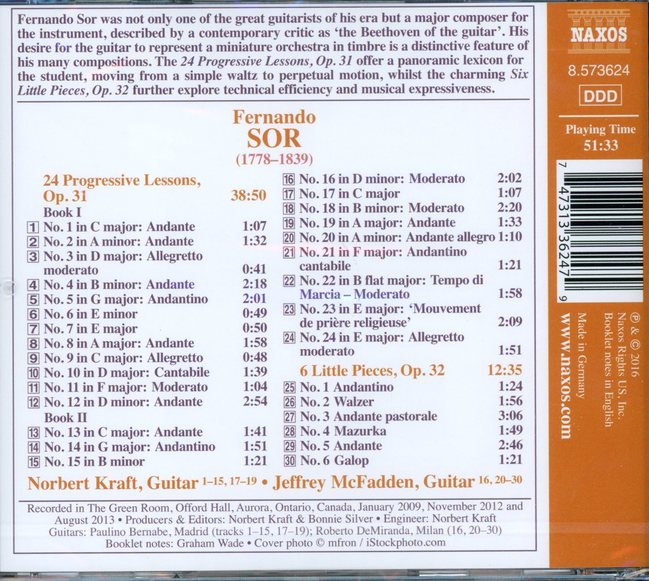 Fernando Sor was not only one of the great guitarists of his era but a major composer for
the instrument, described by a contemporary critic as ‘the Beethoven of the guitar’. His
desire for the guitar to represent a miniature orchestra in timbre is a distinctive feature of
his many compositions. The 24 Progressive Lessons, Op. 31 offer a panoramic lexicon for
the student, moving from a simple waltz to perpetual motion, whilst the charming Six
Little Pieces, Op. 32 further explore technical efficiency and musical expressiveness.
NAXOS
8.573624
DDD
Playing Time
51:33
7 47313 36247 9
Fernando
SOR
(1778–1839)
24 Progressive Lessons,
Op. 31 38:50
Book I
1 No. 1 in C major: Andante 1:07
2 No. 2 in A minor: Andante 1:32
3 No. 3 in D major: Allegretto
moderato 0:41
4 No. 4 in B minor: Andante 2:18
5 No. 5 in G major: Andantino 2:01
6 No. 6 in E minor 0:49
7 No. 7 in E major 0:50
8 No. 8 in A major: Andante 1:58
9 No. 9 in C major: Allegretto 0:48
10 No. 10 in D major: Cantabile 1:39
11 No. 11 in F major: Moderato 1:04
12 No. 12 in D major: Andante 2:54
Book II
13 No. 13 in C major: Andante 1:41
14 No. 14 in G major: Andantino 1:51
15 No. 15 in B minor 1:21
16 No. 16 in D minor: Moderato 2:02
17 No. 17 in C major 1:07
18 No. 18 in B minor: Moderato 2:20
19 No. 19 in A major: Andante 1:33
20 No. 20 in A minor: Andante allegro 1:10
21 No. 21 in F major: Andantino
cantabile 1:21
22 No. 22 in B flat major: Tempo di
Marcia – Moderato 1:58
23 No. 23 in E major: ‘Mouvement
de prière religieuse’ 2:09
24 No. 24 in E major: Allegretto
moderato 1:51
6 Little Pieces, Op. 32 12:35
25 No. 1 Andantino 1:24
26 No. 2 Walzer 1:56
27 No. 3 Andante pastorale 3:06
28 No. 4 Mazurka 1:49
29 No. 5 Andante 2:46
30 No. 6 Galop 1:21
Norbert Kraft, Guitar 1–15, 17–19 • Jeffrey McFadden, Guitar 16, 20–30
Recorded in The Green Room, Offord Hall, Aurora, Ontario, Canada, January 2009, November 2012 and
August 2013 • Producers & Editors: Norbert Kraft & Bonnie Silver • Engineer: Norbert Kraft
Guitars: Paulino Bernabe, Madrid (tracks 1–15, 17–19); Roberto DeMiranda, Milan (16, 20–30)
Booklet notes: Graham Wade • Cover photo © mfron / iStockphoto.com
℗ & © 2016
Naxos Rights US, Inc.
Booklet notes in English
Made in Germany
www.naxos.com